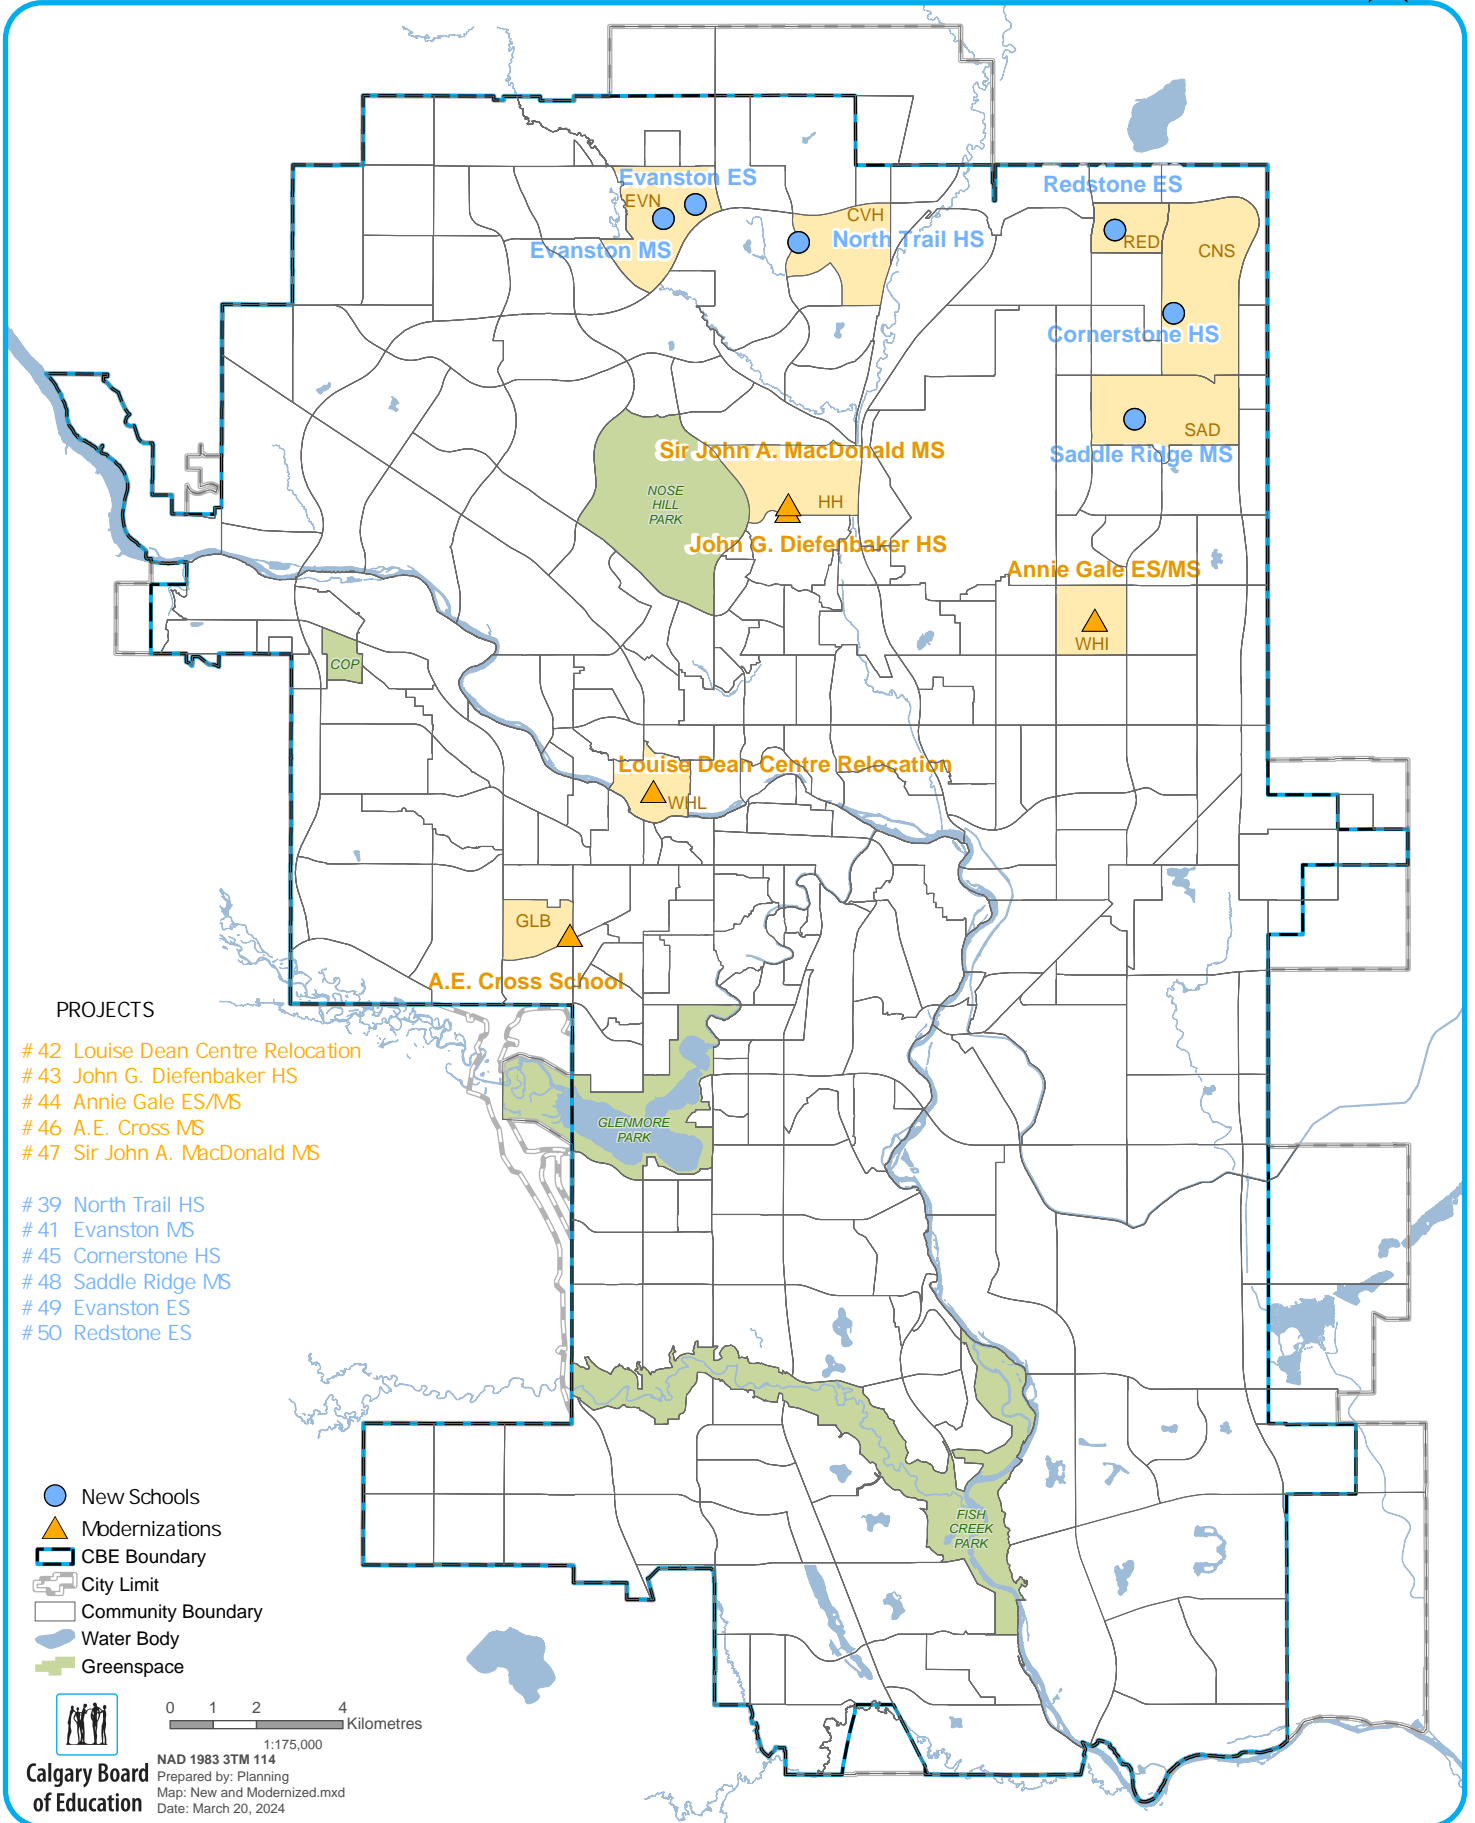 Evanston ES
EVN
Evanston MS
CVH
North Trail HS
Redstone ES
RED
CNS
Cornerstone HS
SAD
Saddle Ridge MS
Sir John A. MacDonald MS
NOSE
HILL
PARK
HH
John G. Diefenbaker HS
Annie Gale ES/MS
WHI
COP
Louise Dean Centre Relocation
WHL
GLB
A.E. Cross School
GLENMORE
PARK
FISH
CREEK
PARK
PROJECTS
#42 Louise Dean Centre Relocation
#43 John G. Diefenbaker HS
#44 Annie Gale ES/MS
#46 A.E. Cross MS
#47 Sir John A. MacDonald MS
#39 North Trail HS
#41 Evanston MS
#45 Cornerstone HS
#48 Saddle Ridge MS
#49 Evanston ES
#50 Redstone ES
New Schools
Modernizations
CBE Boundary
City Limit
Community Boundary
Water Body
Greenspace
0 1 2 4
Kilometres
1:175,000
Calgary Board
of Education
NAD 1983 3TM 114
Prepared by: Planning
Map: New and Modernized.mxd
Date: March 20, 2024